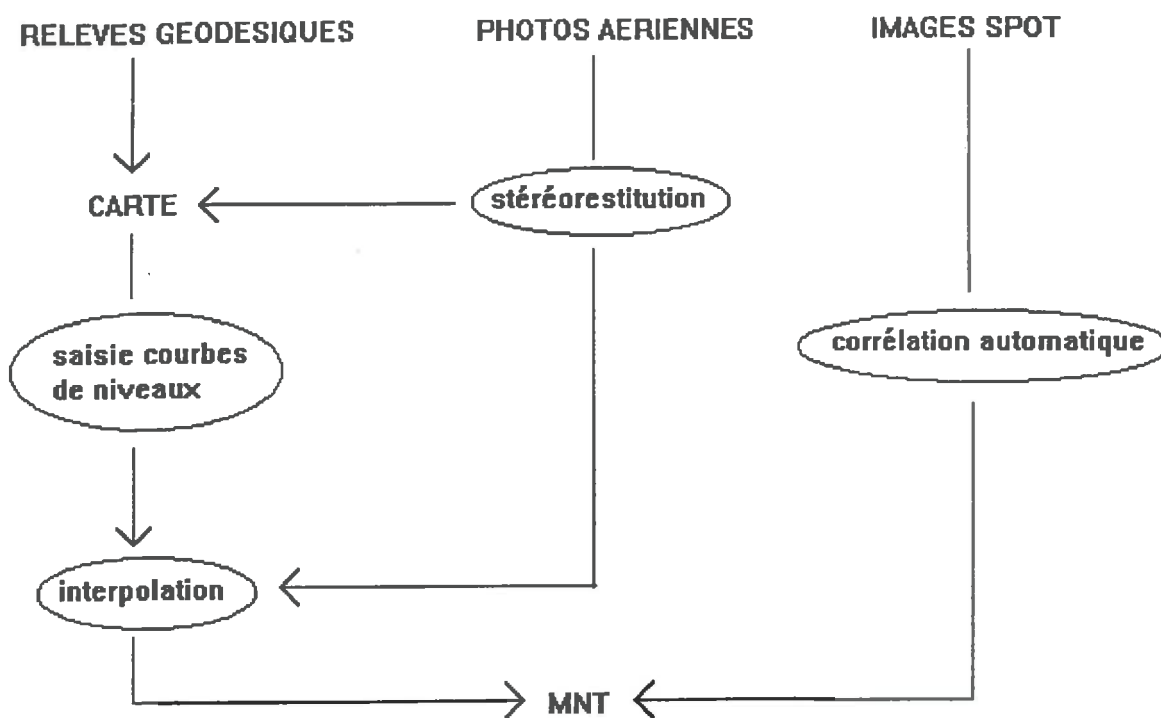 RELEVES GEODESIQUES
PHOTOS AERIENNES
IMAGES SPOT
CARTE
stéréorestitution
saisie courbes
de niveaux
corrélation automatique
interpolation
MNT